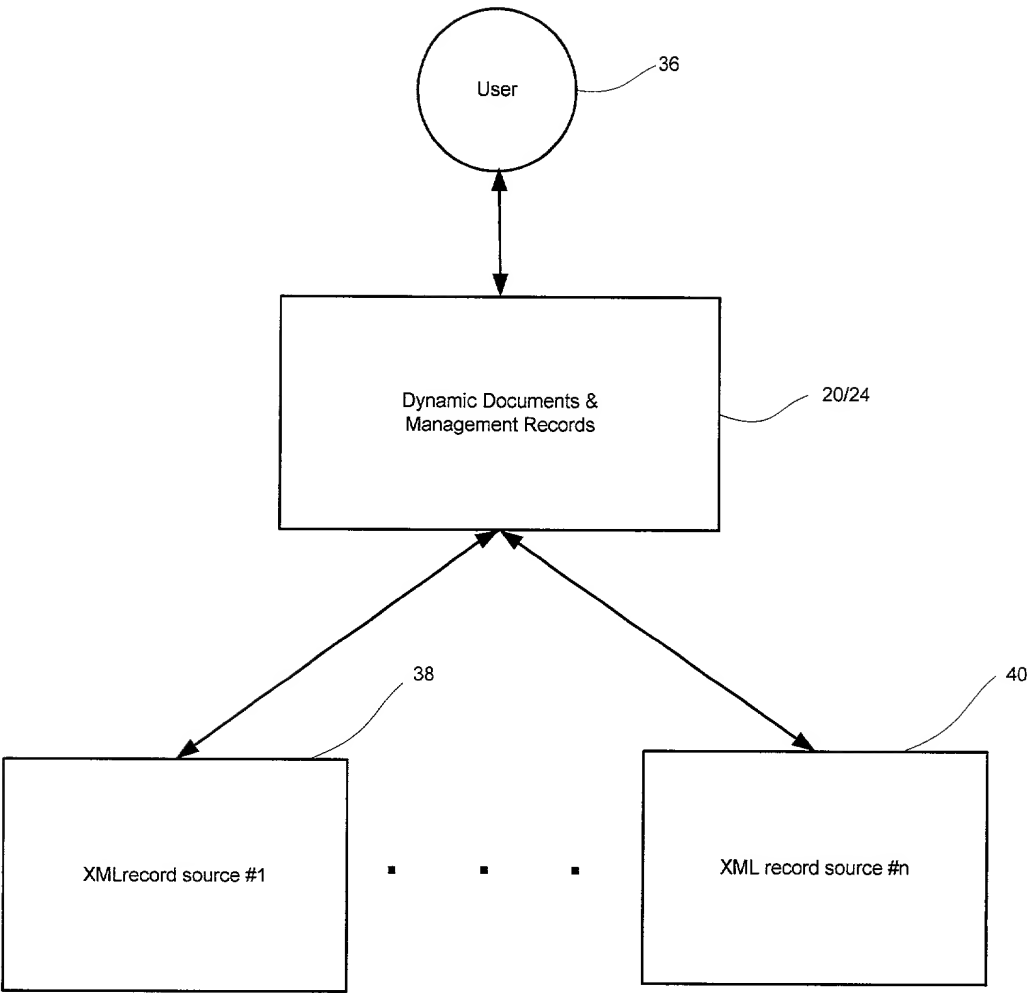 36
User
20/24
Dynamic Documents &
Management Records
38
40
XMLrecord source #1
XML record source #n